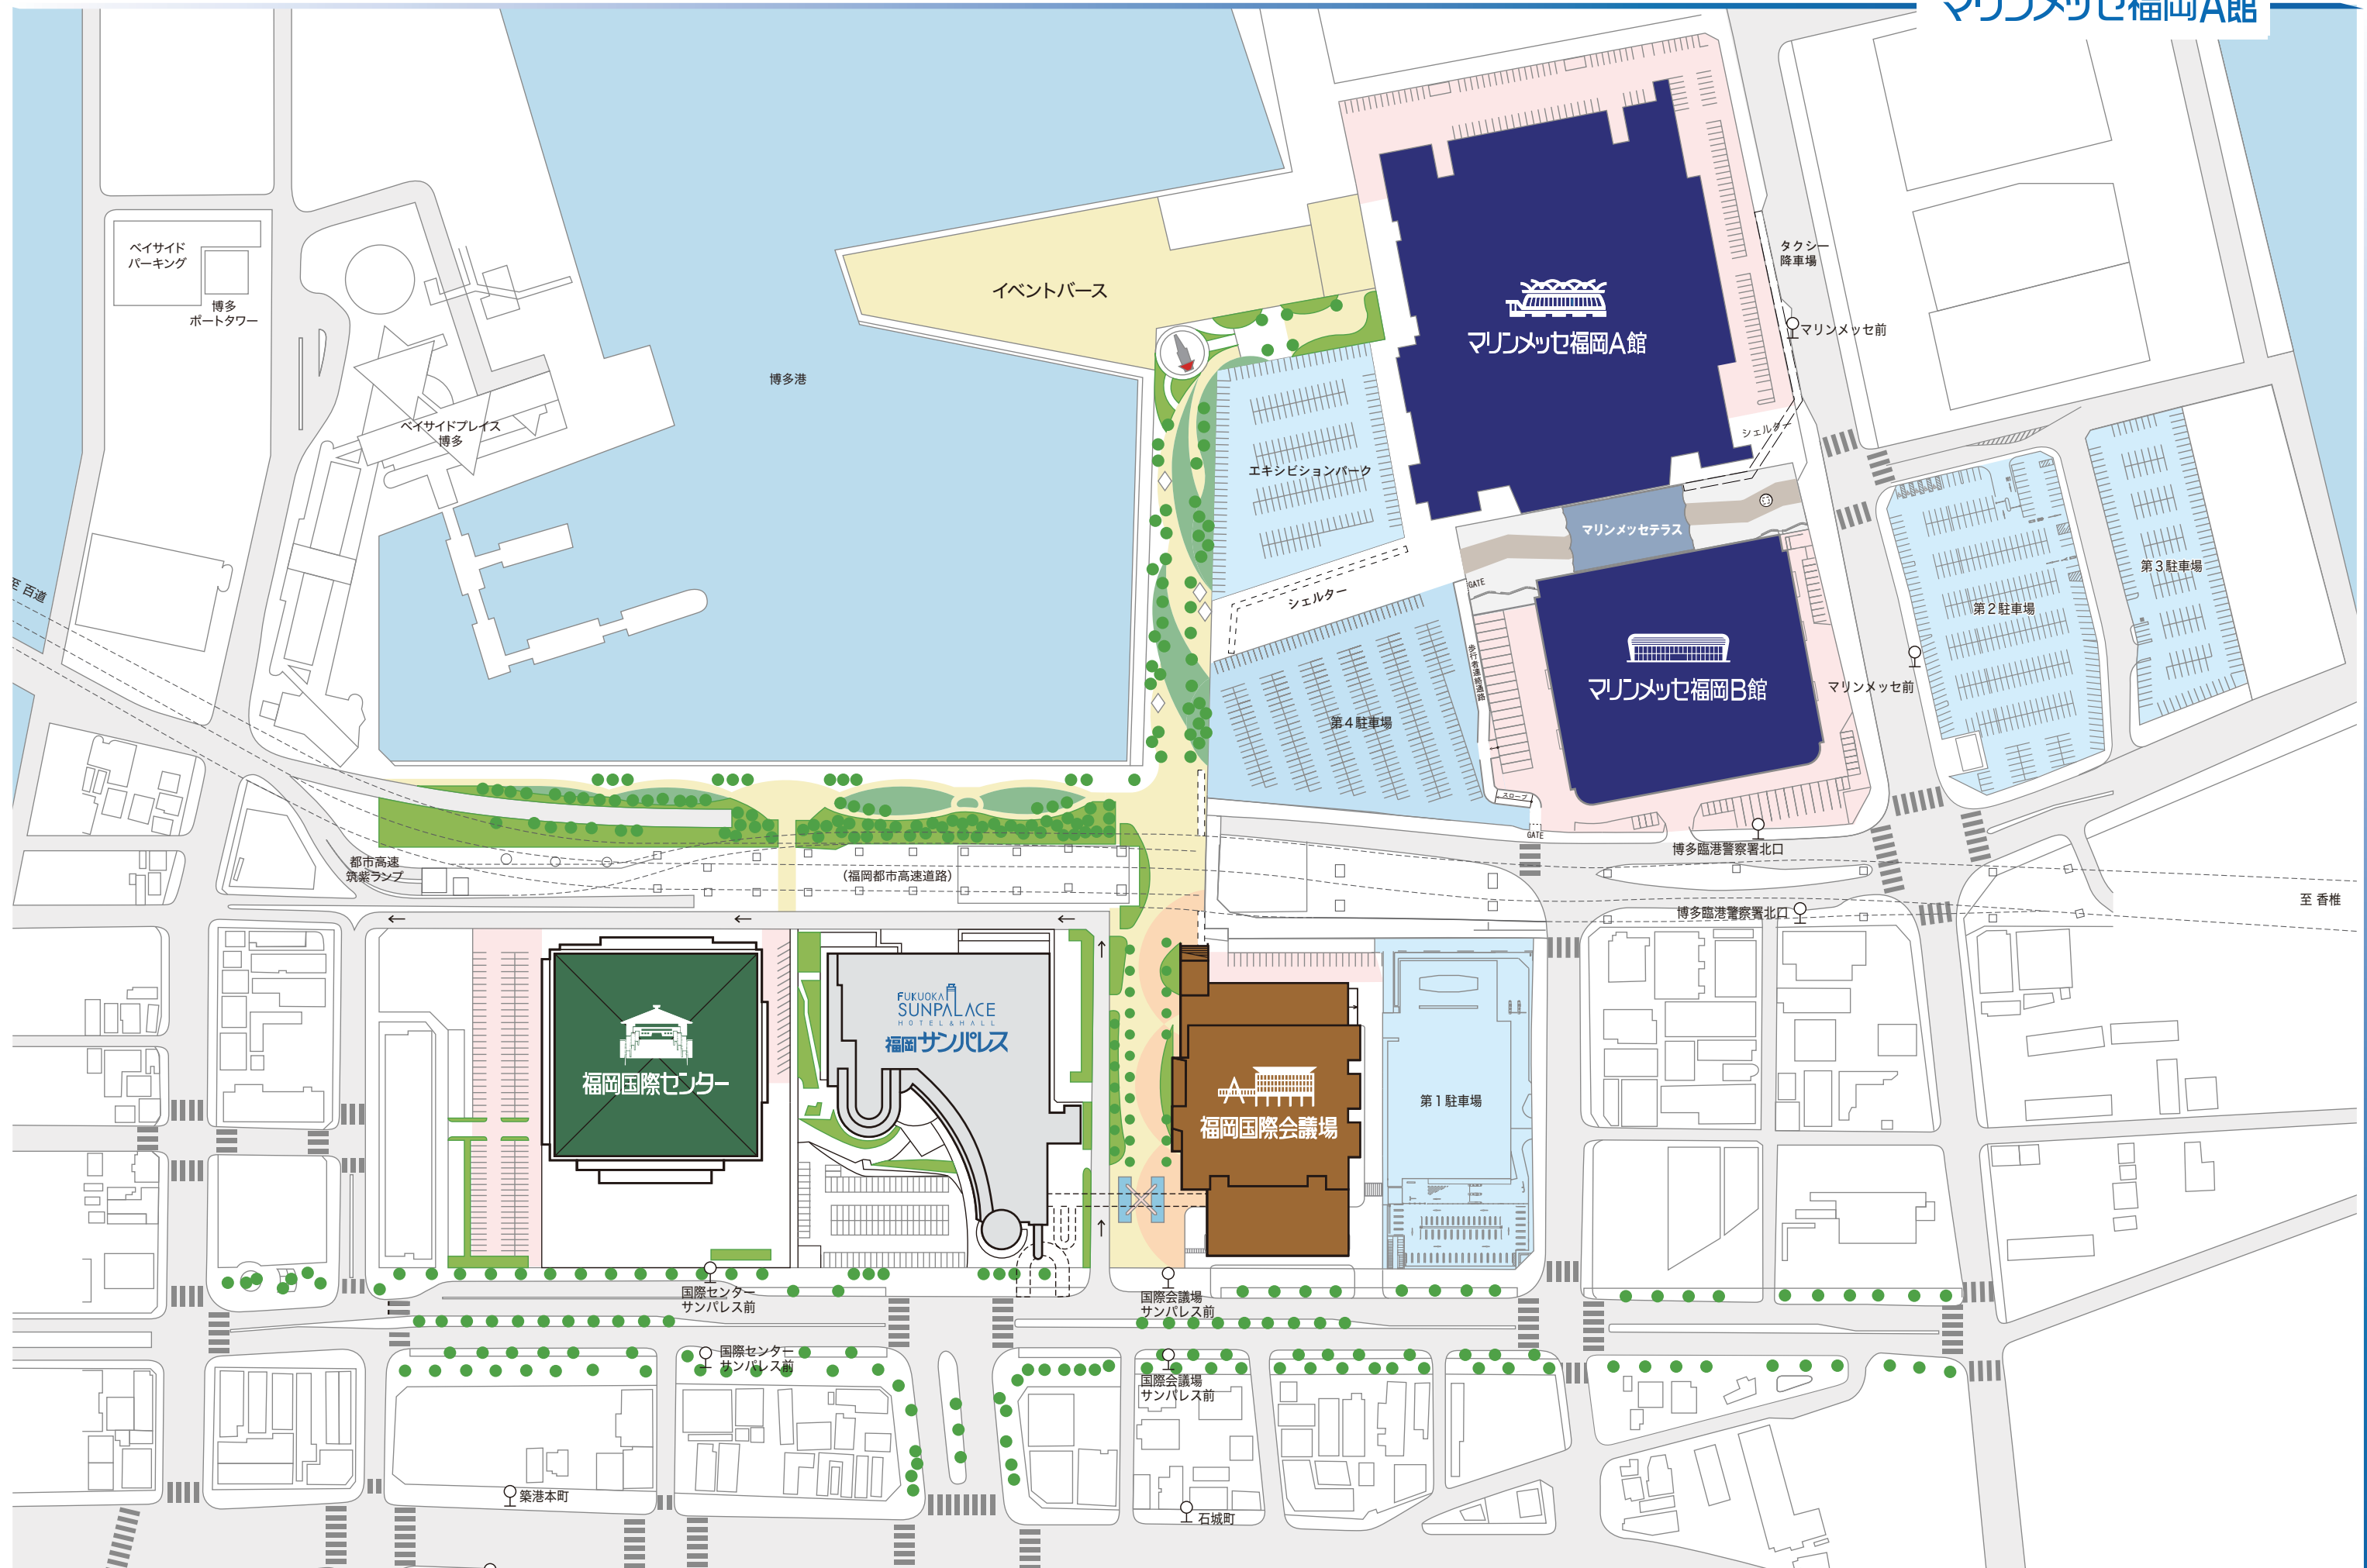 マリンメッセ福岡A館
ベイサイド
パーキング
博多
ポートタワー
タクシー
降車場
イベントバース
マリンメッセ福岡A館
マリンメッセ前
博多港
ベイサイドプレイス
博多
シェルター
エキシビションパーク
マリンメッセテラス
第3駐車場
至 百道
GATE
シェルター
第2駐車場
歩行者連絡通路
マリンメッセ福岡B館
マリンメッセ前
第4駐車場
スロープ
GATE
博多臨港警察署北口
都市高速
筑紫ランプ
(福岡都市高速道路)
至 香椎
博多臨港警察署北口
FUKUOKA
SUNPALACE
HOTEL & HALL
福岡サンパレス
福岡国際センター
第1駐車場
福岡国際会議場
国際センター
サンパレス前
国際会議場
サンパレス前
国際センター
サンパレス前
国際会議場
サンパレス前
築港本町
石城町